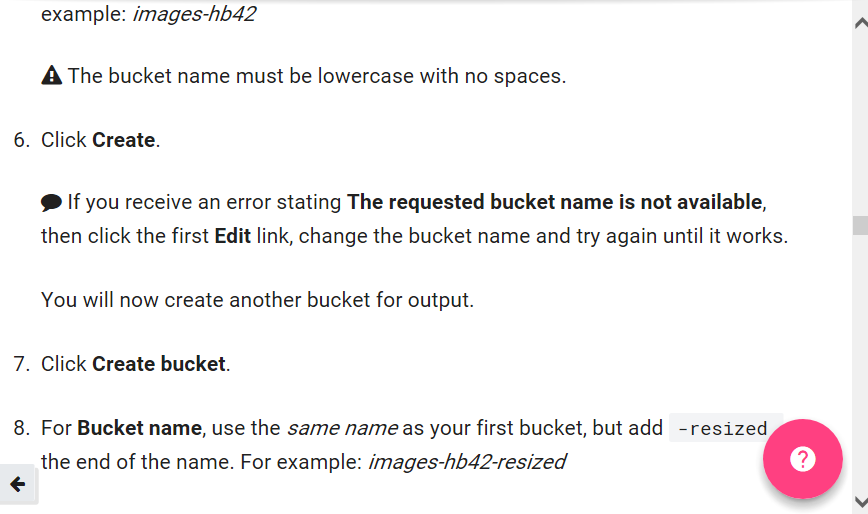 example: images-hb42
The bucket name must be lowercase with no spaces.
6. Click Create.
If you receive an error stating The requested bucket name is not available,
then click the first Edit link, change the bucket name and try again until it works.
You will now create another bucket for output.
7. Click Create bucket.
8. For Bucket name, use the same name as your first bucket, but add -resized
the end of the name. For example: images-hb42-resized